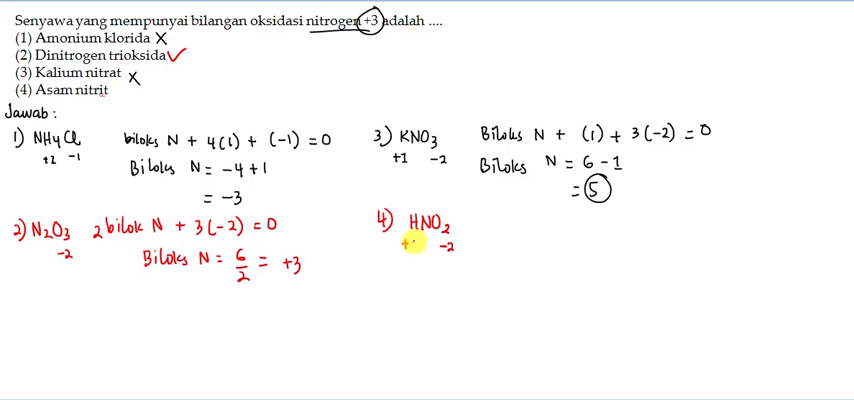 Senyawa yang mempunyai bilangan oksidasi nitrogen +3 adalah ....
(1) Amonium klorida X
(2) Dinitrogen trioksida ✓
(3) Kalium nitrat X
(4) Asam nitrit
Jawab :
1) NH4Cl biloks N + 4(1) + (-1) = 0
+1 -1
Biloks N = -4 + 1
= -3
2) N2O3 2 bilok N + 3(-2) = 0
-2
Biloks N = 6/2 = +3
3) KNO3 Biloks N + (1) + 3(-2) = 0
+1 -2
Biloks N = 6 - 1
= 5
4) HNO2
-2